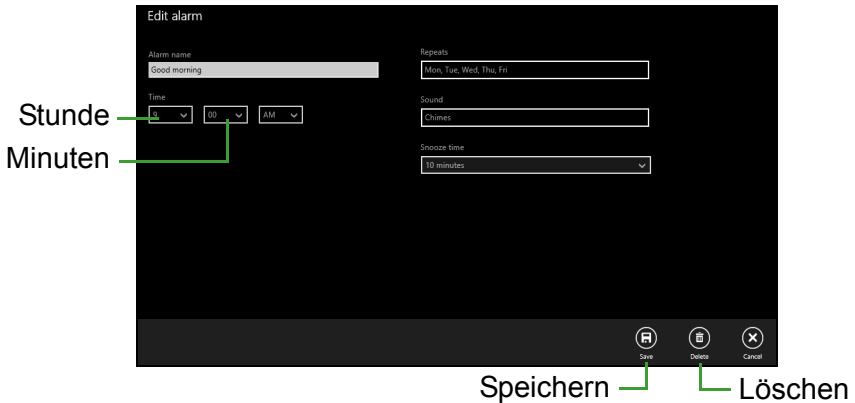 Edit alarm
Alarm name
Good morning
Time
9 00 AM
Repeats
Mon, Tue, Wed, Thu, Fri
Sound
Chimes
Snooze time
10 minutes
Stunde
Minuten
Save Delete Cancel
Speichern Löschen